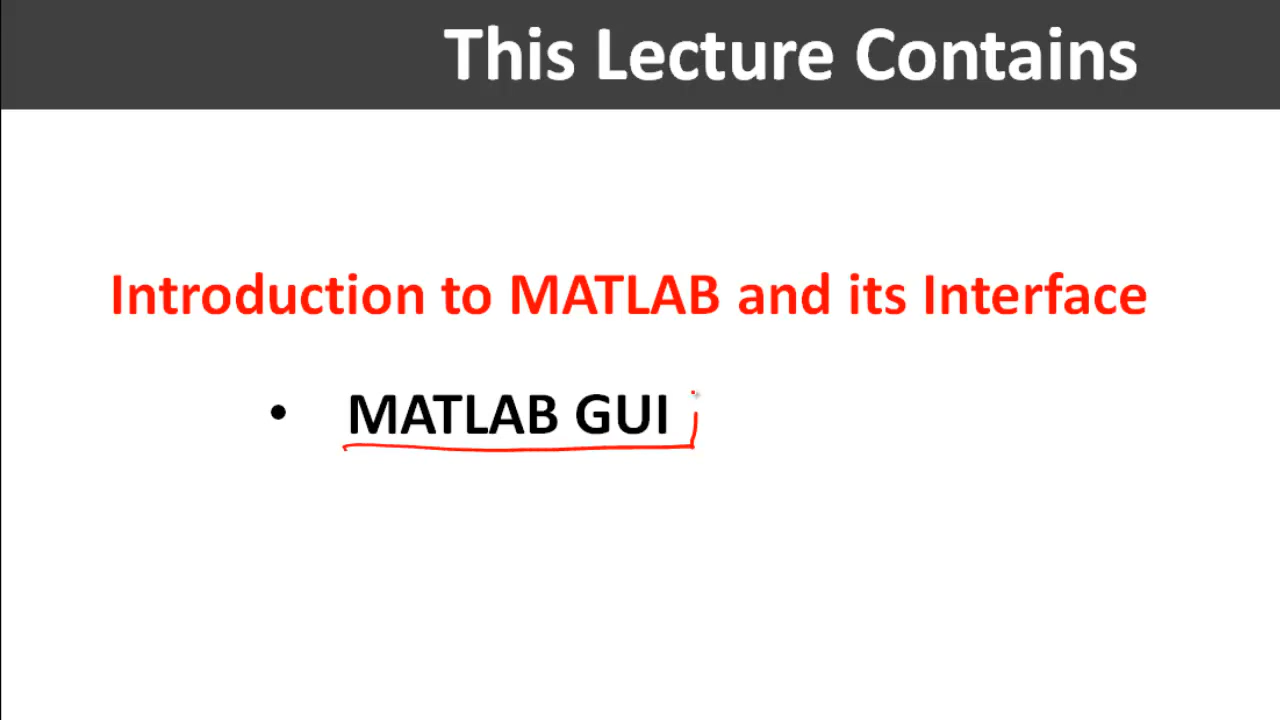 This Lecture Contains
Introduction to MATLAB and its Interface
• MATLAB GUI